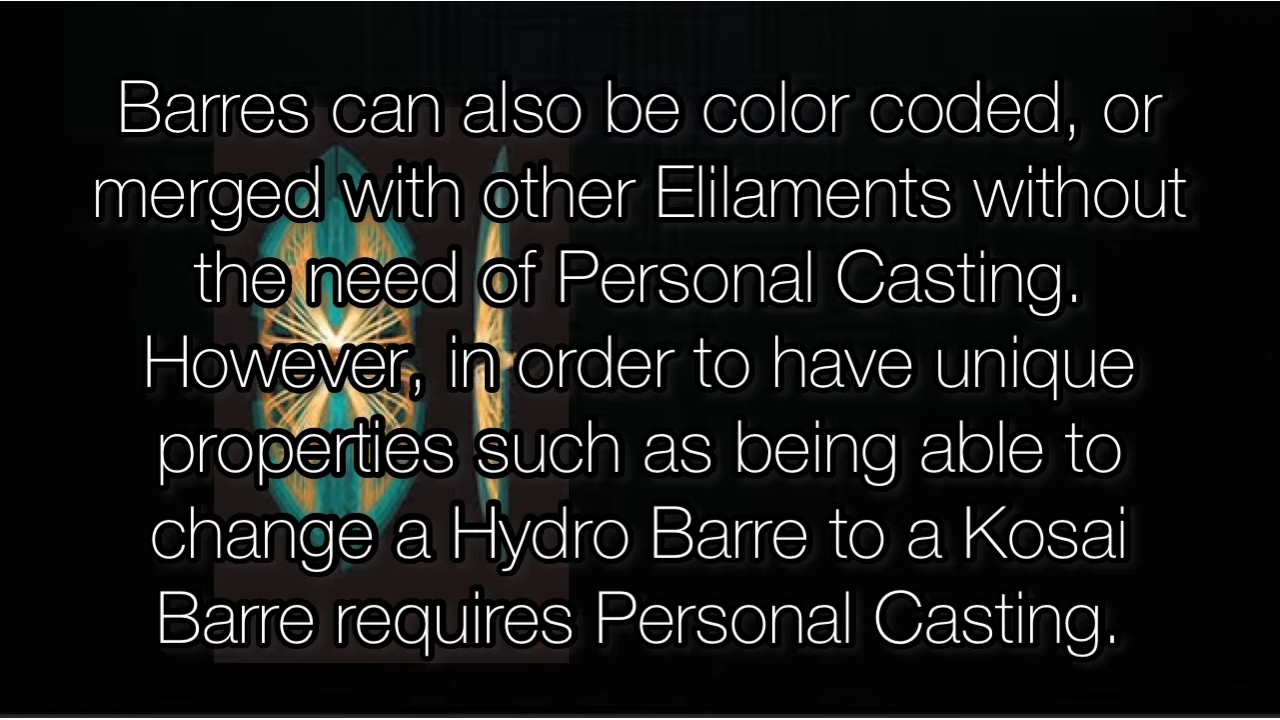 Barres can also be color coded, or
merged with other Elilaments without
the need of Personal Casting.
However, in order to have unique
properties such as being able to
change a Hydro Barre to a Kosai
Barre requires Personal Casting.